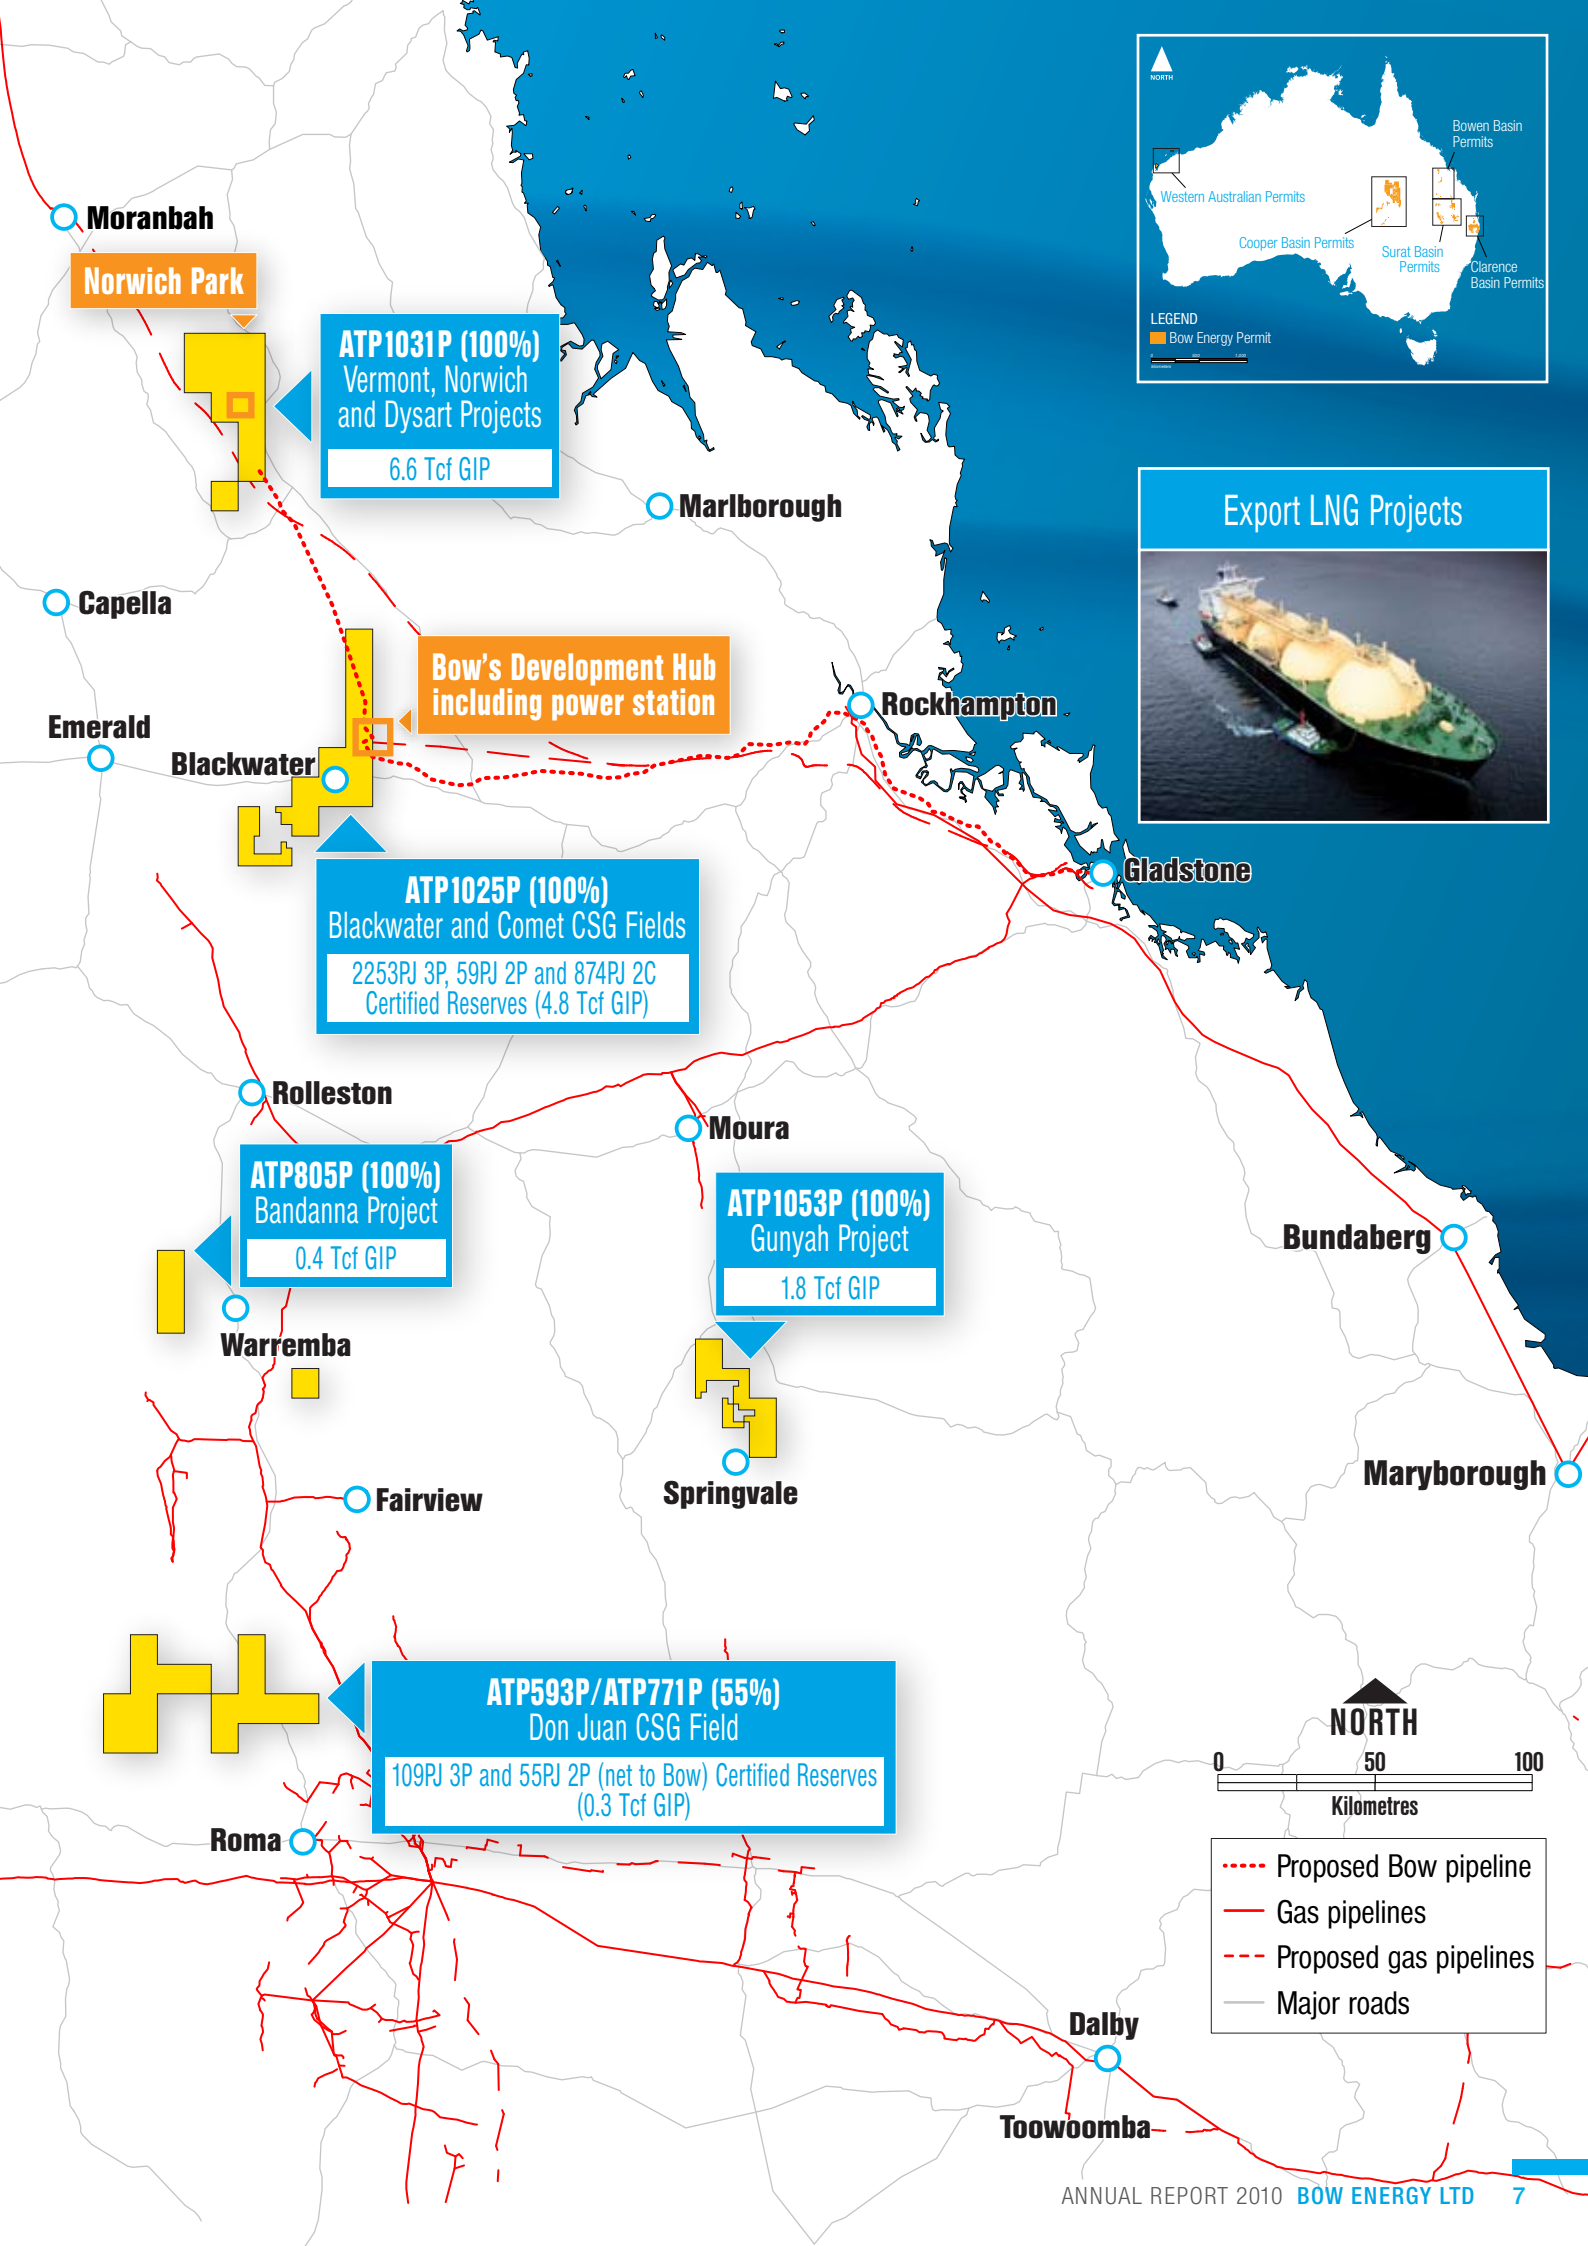 Moranbah
Norwich Park
ATP1031P (100%)
Vermont, Norwich
and Dysart Projects
6.6 Tcf GIP
Marlborough
Capella
Bow's Development Hub
including power station
Emerald
Blackwater
Rockhampton
Gladstone
ATP1025P (100%)
Blackwater and Comet CSG Fields
2253PJ 3P, 59PJ 2P and 874PJ 2C
Certified Reserves (4.8 Tcf GIP)
Rolleston
Moura
ATP805P (100%)
Bandanna Project
0.4 Tcf GIP
ATP1053P (100%)
Gunyah Project
1.8 Tcf GIP
Bundaberg
Warremba
Springvale
Fairview
Maryborough
ATP593P/ATP771P (55%)
Don Juan CSG Field
109PJ 3P and 55PJ 2P (net to Bow) Certified Reserves
(0.3 Tcf GIP)
Roma
Dalby
Toowoomba
NORTH
Bowen Basin
Permits
Western Australian Permits
Cooper Basin Permits
Surat Basin
Permits
Clarence
Basin Permits
LEGEND
Bow Energy Permit
Export LNG Projects
NORTH
0 50 100
Kilometres
Proposed Bow pipeline
Gas pipelines
Proposed gas pipelines
Major roads
ANNUAL REPORT 2010 BOW ENERGY LTD 7